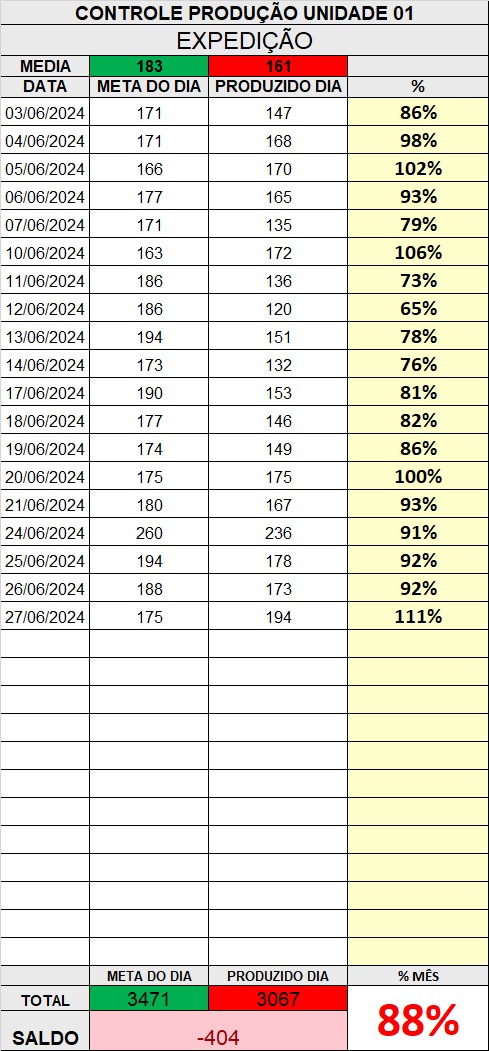 CONTROLE PRODUÇÃO UNIDADE 01
EXPEDIÇÃO
MEDIA 183 161
DATA META DO DIA PRODUZIDO DIA %
03/06/2024 171 147 86%
04/06/2024 171 168 98%
05/06/2024 166 170 102%
06/06/2024 177 165 93%
07/06/2024 171 135 79%
10/06/2024 163 172 106%
11/06/2024 186 136 73%
12/06/2024 186 120 65%
13/06/2024 194 151 78%
14/06/2024 173 132 76%
17/06/2024 190 153 81%
18/06/2024 177 146 82%
19/06/2024 174 149 86%
20/06/2024 175 175 100%
21/06/2024 180 167 93%
24/06/2024 260 236 91%
25/06/2024 194 178 92%
26/06/2024 188 173 92%
27/06/2024 175 194 111%
META DO DIA PRODUZIDO DIA % MÊS
TOTAL 3471 3067 88%
SALDO -404